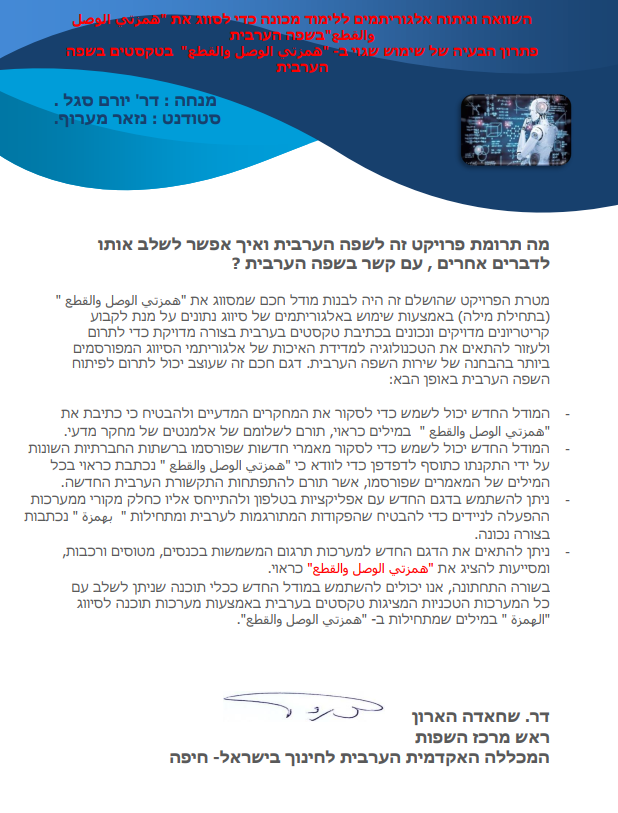 השוואה וניתוח אלגוריתמים ללימוד מכונה כדי לסווג את "همزتي الوصل
والقطع"בשפה הערבית
פתרון הבעיה של שימוש שגוי ב- "همزتي الوصل والقطع" בטקסטים בשפה
הערבית
מנחה : דר' יורם סגל .
סטודנט : נזאר מערוף.
מה תרומת פרויקט זה לשפה הערבית ואיך אפשר לשלב אותו
לדברים אחרים , עם קשר בשפה הערבית ?
מטרת הפרויקט שהושלם זה היה לבנות מודל חכם שמסווג את "همزتي الوصل والقطع "
(בתחילת מילה) באמצעות שימוש באלגוריתמים של סיווג נתונים על מנת לקבוע
קריטריונים מדויקים ונכונים בכתיבת טקסטים בערבית בצורה מדויקת כדי לתרום
ולעזור להתאים את הטכנולוגיה למדידת האיכות של אלגוריתמי הסיווג המפורסמים
ביותר בהבחנה של שירות השפה הערבית. דגם חכם זה שעוצב יכול לתרום לפיתוח
השפה הערבית באופן הבא:
- המודל החדש יכול לשמש כדי לסקור את המחקרים המדעיים ולהבטיח כי כתיבת את
"همزتي الوصل والقطع " במילים כראוי, תורם לשלומם של אלמנטים של מחקר מדעי.
- המודל החדש יכול לשמש כדי לסקור מאמרי חדשות שפורסמו ברשתות החברתיות השונות
על ידי התקנתו כתוסף לדפדפן כדי לוודא כי "همزتي الوصل والقطع " נכתבת כראוי בכל
המילים של המאמרים שפורסמו, אשר תורם להתפתחות התקשורת הערבית החדשה.
- ניתן להשתמש בדגם החדש עם אפליקציות בטלפון ולהתייחס אליו כחלק מקורי ממערכות
ההפעלה לניידים כדי להבטיח שהפקודות המתורגמות לערבית ומתחילות " بهمزة " נכתבות
בצורה נכונה.
- ניתן להתאים את הדגם החדש למערכות תרגום המשמשות בכנסים, מטוסים ורכבות,
ומסייעות להציג את "همزتي الوصل والقطع" כראוי.
בשורה התחתונה, אנו יכולים להשתמש במודל החדש ככלי תוכנה שניתן לשלב עם
כל המערכות הטכניות המציגות טקסטים בערבית באמצעות מערכות תוכנה לסיווג
"الهمزة " במילים שמתחילות ב- "همزتي الوصل والقطع".
דר. שחאדה הארון
ראש מרכז השפות
המכללה האקדמית הערבית לחינוך בישראל- חיפה